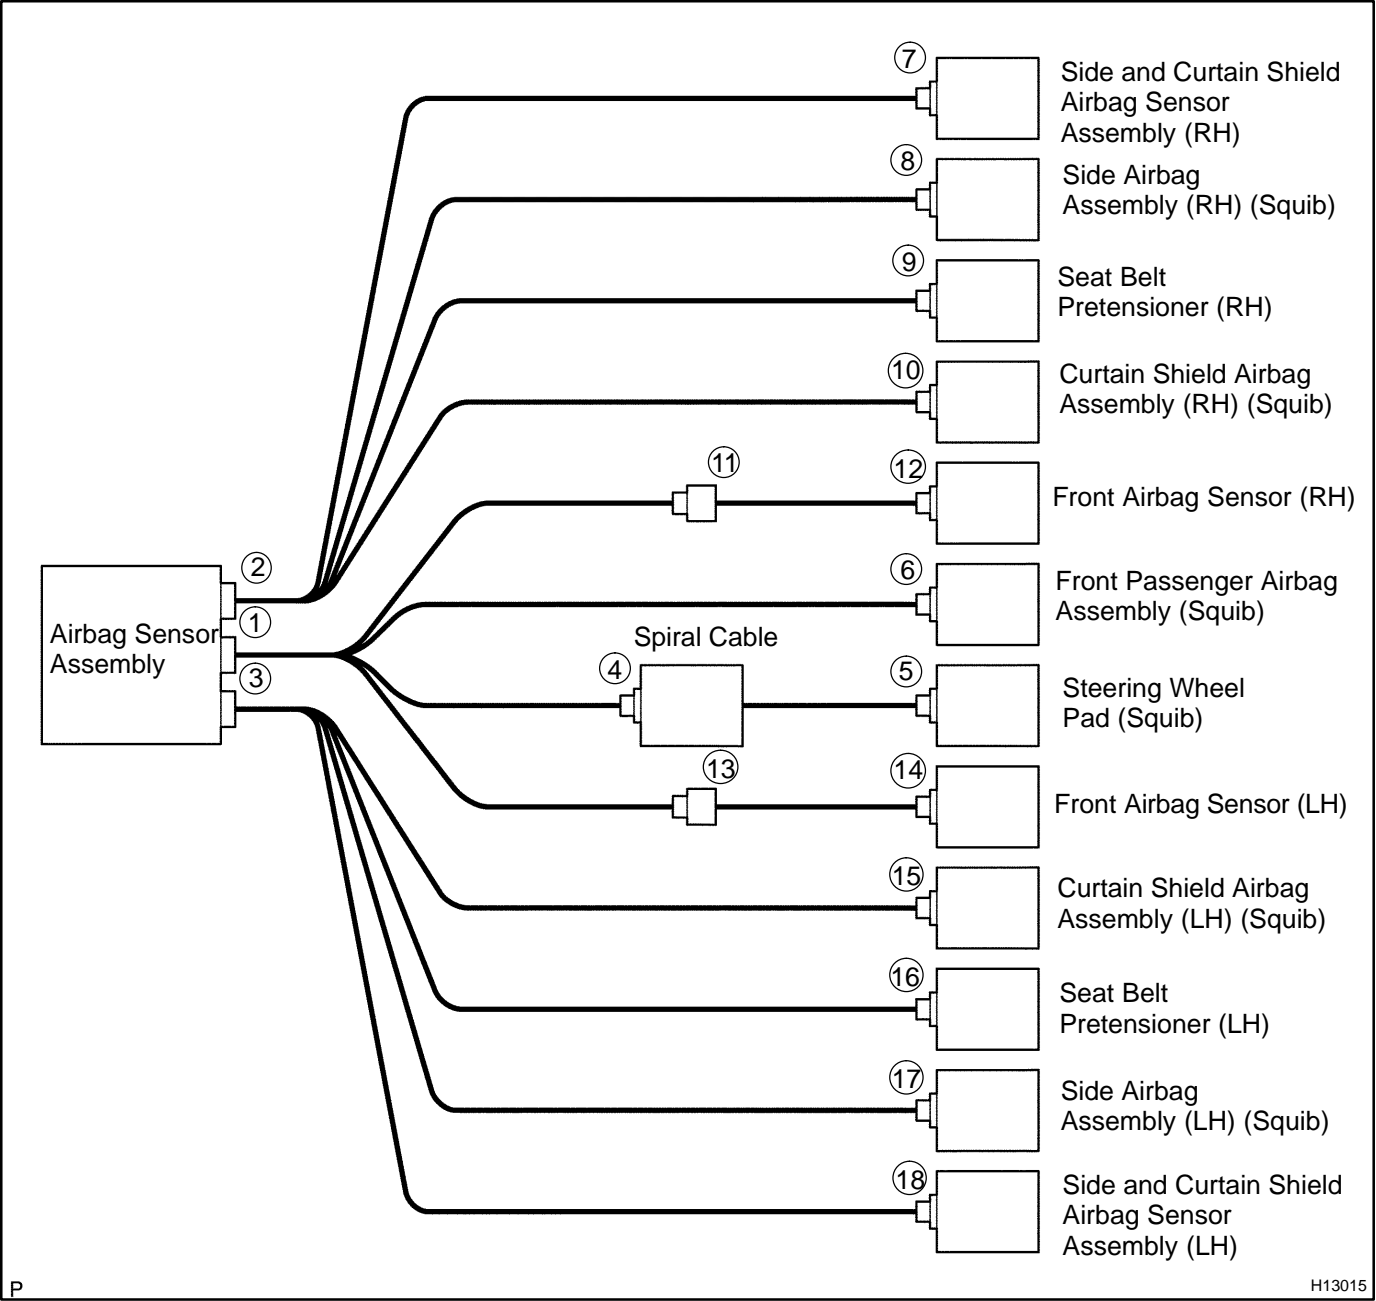 7
Side and Curtain Shield
Airbag Sensor
Assembly (RH)
8
Side Airbag
Assembly (RH) (Squib)
9
Seat Belt
Pretensioner (RH)
10
Curtain Shield Airbag
Assembly (RH) (Squib)
11
12
Front Airbag Sensor (RH)
2
6
Front Passenger Airbag
Assembly (Squib)
1
Airbag Sensor
Assembly
3
Spiral Cable
4
5
Steering Wheel
Pad (Squib)
13
14
Front Airbag Sensor (LH)
15
Curtain Shield Airbag
Assembly (LH) (Squib)
16
Seat Belt
Pretensioner (LH)
17
Side Airbag
Assembly (LH) (Squib)
18
Side and Curtain Shield
Airbag Sensor
Assembly (LH)
P
H13015